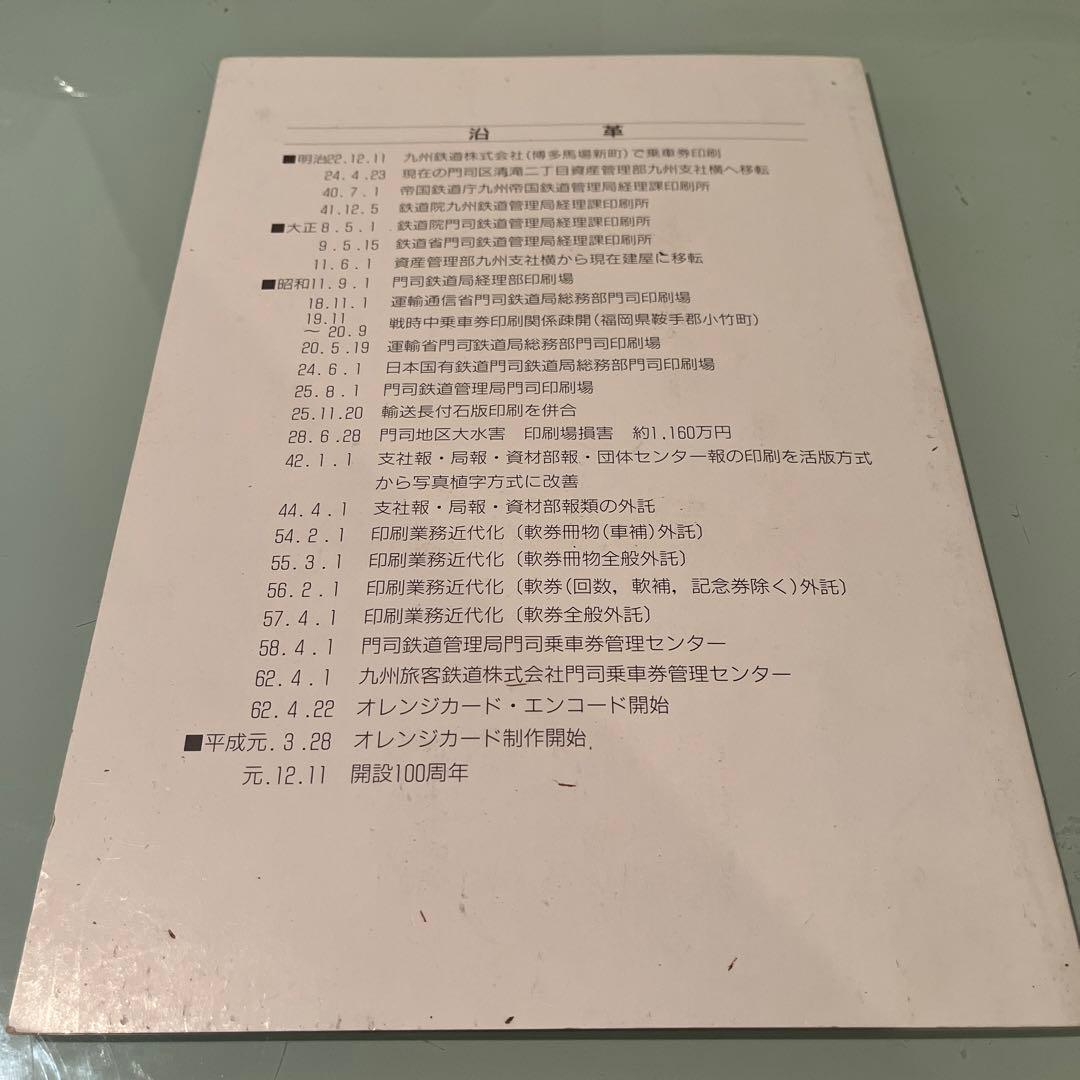 沿革
■明治22.12.11 九州鉄道株式会社(博多馬場新町)で乗車券印刷
24.4.23 現在の門司区清滝二丁目資産管理部九州支社横へ移転
40.7.1 帝国鉄道庁九州帝国鉄道管理局経理課印刷所
41.12.5 鉄道院九州鉄道管理局経理課印刷所
■大正8.5.1 鉄道院門司鉄道管理局経理課印刷所
9.5.15 鉄道省門司鉄道管理局経理課印刷所
11.6.1 資産管理部九州支社横から現在建屋に移転
■昭和11.9.1 門司鉄道局経理部印刷場
18.11.1 運輸通信省門司鉄道局総務部門司印刷場
19.11
～20.9 戦時中乗車券印刷関係疎開(福岡県鞍手郡小竹町)
20.5.19 運輸省門司鉄道局総務部門司印刷場
24.6.1 日本国有鉄道門司鉄道局総務部門司印刷場
25.8.1 門司鉄道管理局門司印刷場
25.11.20 輸送長付石版印刷を併合
28.6.28 門司地区大水害 印刷場損害 約1,160万円
42.1.1 支社報・局報・資材部報・団体センター報の印刷を活版方式
から写真植字方式に改善
44.4.1 支社報・局報・資材部報類の外託
54.2.1 印刷業務近代化〔軟券冊物(車補)外託〕
55.3.1 印刷業務近代化〔軟券冊物全般外託〕
56.2.1 印刷業務近代化〔軟券(回数，軟補，記念券除く)外託〕
57.4.1 印刷業務近代化〔軟券全般外託〕
58.4.1 門司鉄道管理局門司乗車券管理センター
62.4.1 九州旅客鉄道株式会社門司乗車券管理センター
62.4.22 オレンジカード・エンコード開始
■平成元.3.28 オレンジカード制作開始
元.12.11 開設100周年